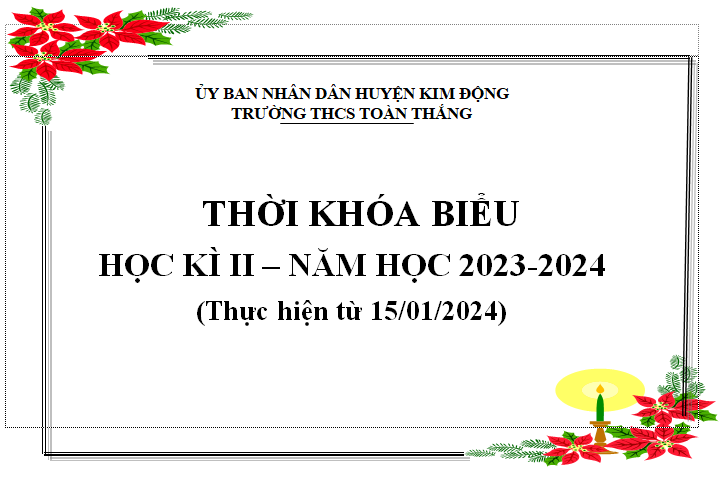 ỦY BAN NHÂN DÂN HUYỆN KIM ĐỘNG
TRƯỜNG THCS TOÀN THẮNG
THỜI KHÓA BIỂU
HỌC KÌ II – NĂM HỌC 2023-2024
(Thực hiện từ 15/01/2024)